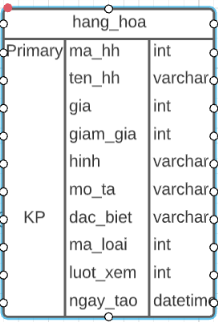 hang_hoa
Primary ma_hh int
ten_hh varchar
gia int
giam_gia int
hinh varchar
mo_ta varchar
KP dac_biet varchar
ma_loai int
luot_xem int
ngay_tao datetime